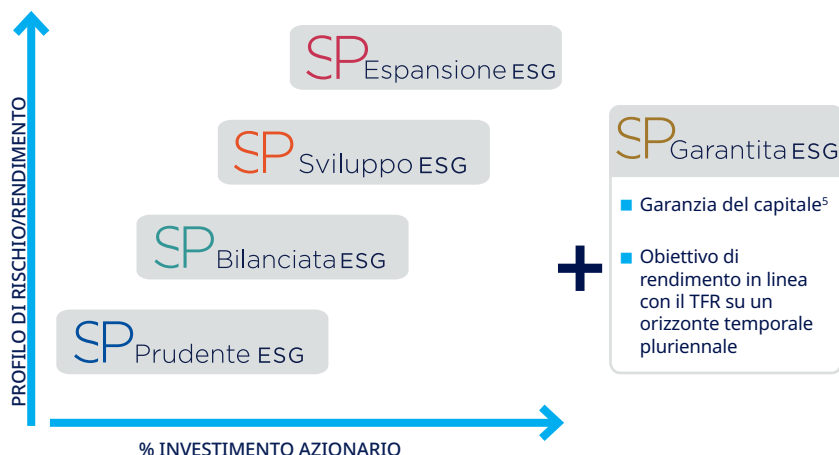 PROFILO DI RISCHIO/RENDIMENTO
SP Espansione ESG
SP Sviluppo ESG
SP Bilanciata ESG
SP Prudente ESG
% INVESTIMENTO AZIONARIO
+
SP Garantita ESG
■ Garanzia del capitale⁵
■ Obiettivo di
rendimento in linea
con il TFR su un
orizzonte temporale
pluriennale